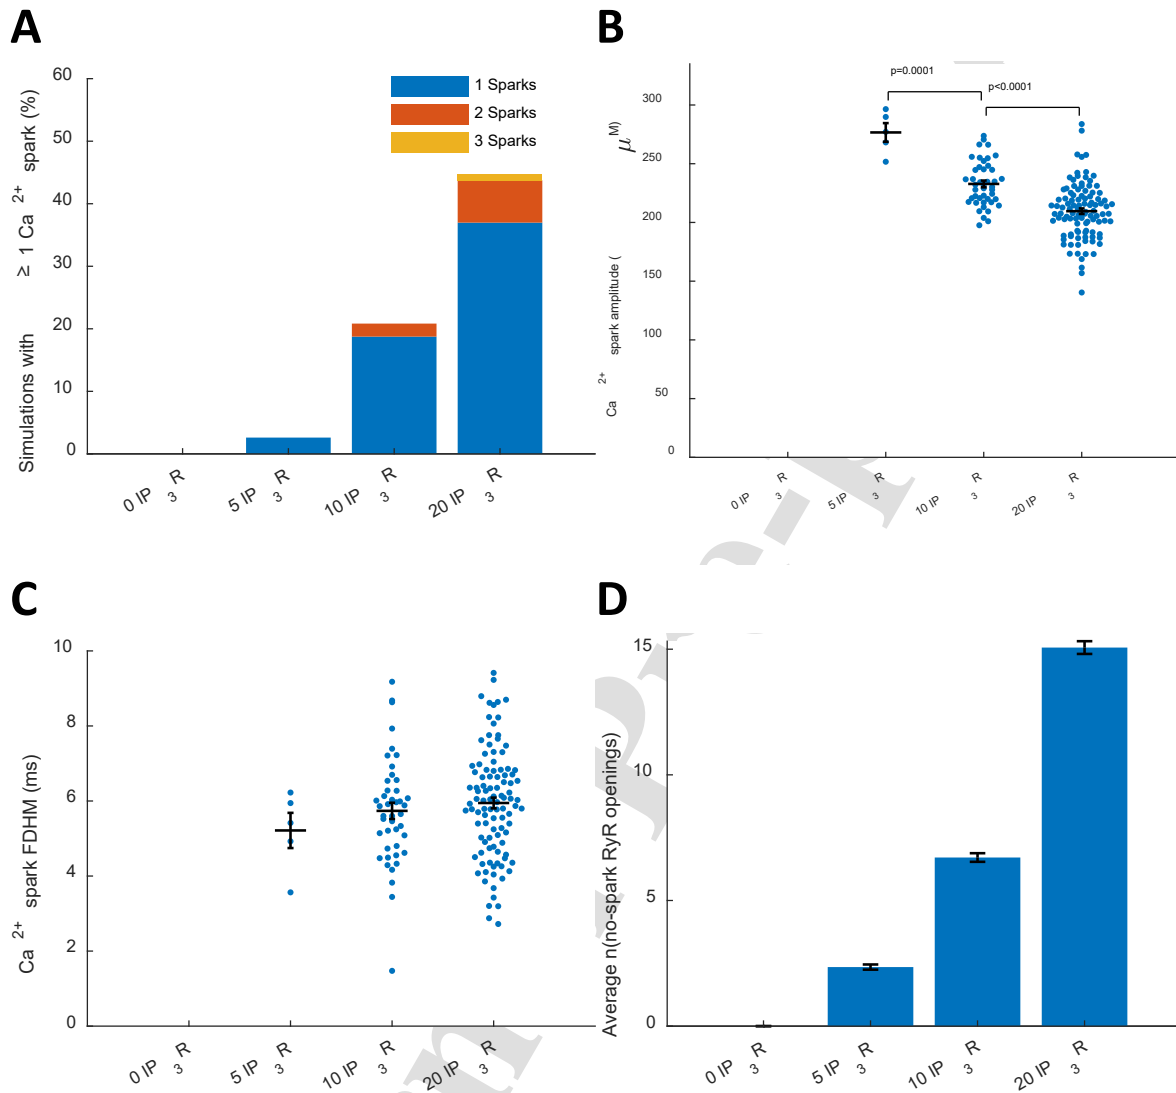 A
60
50
40
30
20
10
0
Simulations with ≥ 1 Ca 2+ spark (%)
1 Sparks
2 Sparks
3 Sparks
0 IP 3 R
5 IP 3 R
10 IP 3 R
20 IP 3 R
B
300
250
200
150
100
50
0
Ca 2+ spark amplitude ( μ M)
p=0.0001
p<0.0001
0 IP 3 R
5 IP 3 R
10 IP 3 R
20 IP 3 R
C
10
8
6
4
2
0
Ca 2+ spark FDHM (ms)
0 IP 3 R
5 IP 3 R
10 IP 3 R
20 IP 3 R
D
15
10
5
0
Average n(no-spark RyR openings)
0 IP 3 R
5 IP 3 R
10 IP 3 R
20 IP 3 R